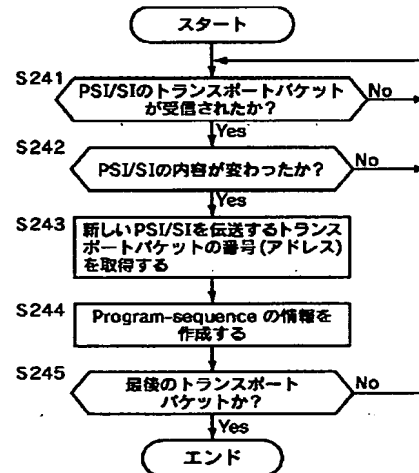 スタート
S241
PSI/SIのトランスポートパケット
が受信されたか?
No
Yes
S242
PSI/SIの内容が変わったか?
No
Yes
S243
新しいPSI/SIを伝送するトランス
ポートパケットの番号(アドレス)
を取得する
S244
Program-sequence の情報を
作成する
S245
最後のトランスポート
パケットか?
No
Yes
エンド